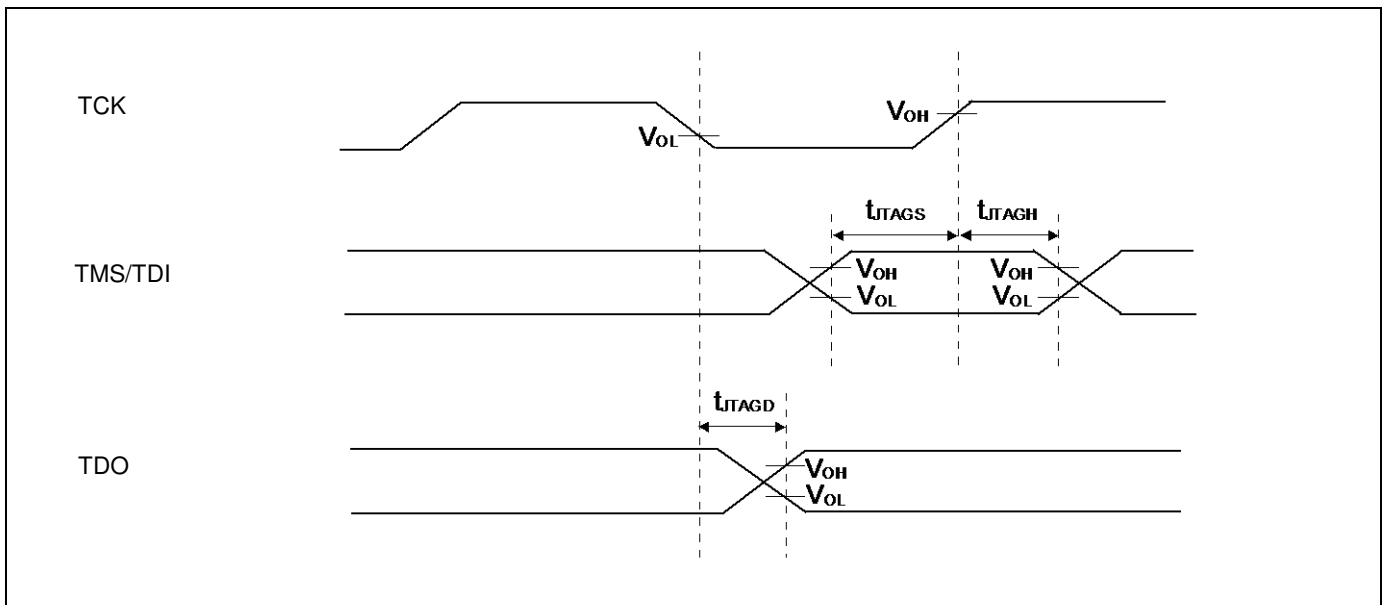 TCK
VOL
VOH
tJTAGS
tJTAGH
TMS/TDI
VOH
VOL
VOH
VOL
tJTAGD
TDO
VOH
VOL